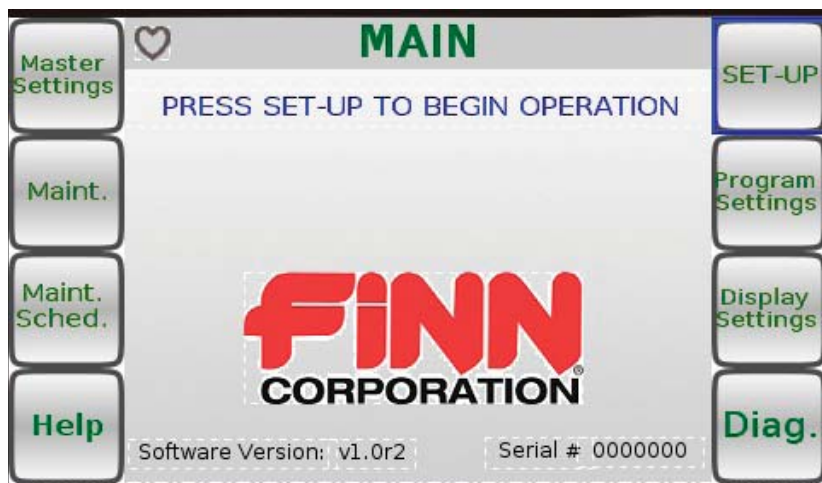 Master
Settings
Maint.
Maint.
Sched.
Help
MAIN
PRESS SET-UP TO BEGIN OPERATION
FINN
CORPORATION®
Software Version: v1.0r2
Serial # 0000000
SET-UP
Program
Settings
Display
Settings
Diag.